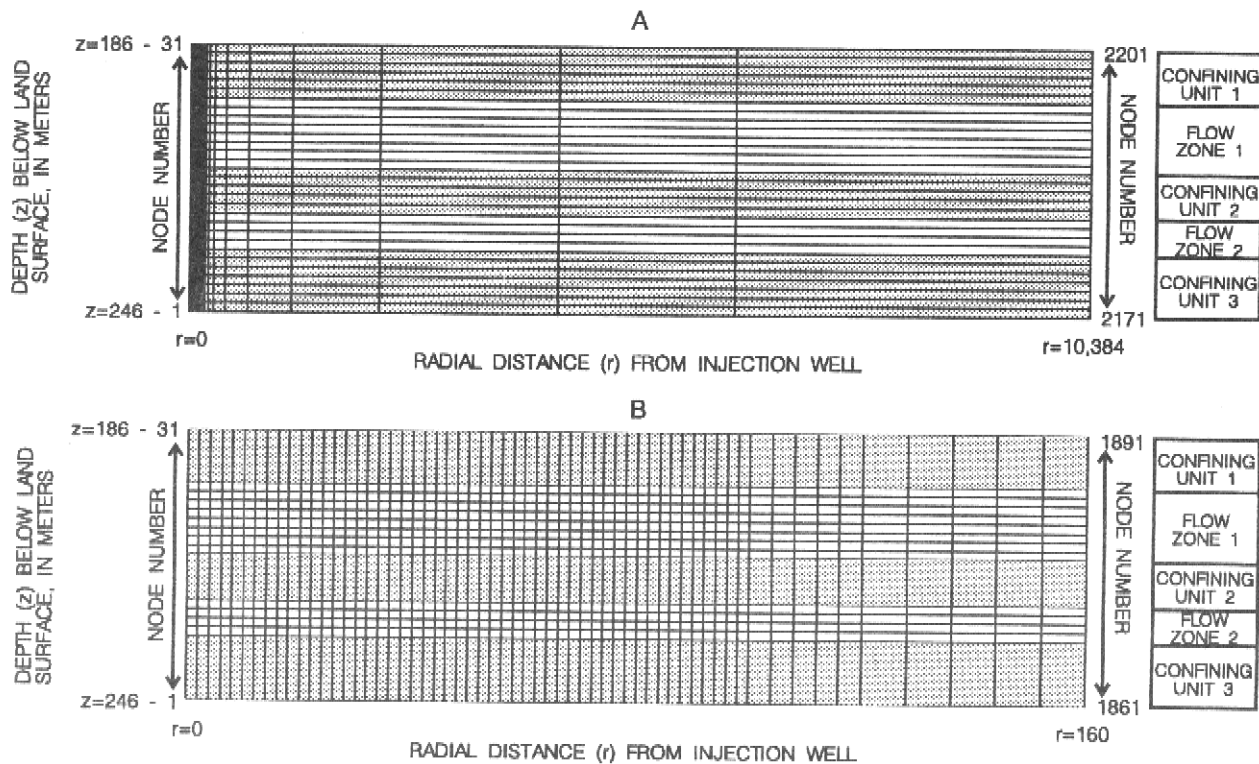 A
z=186 - 31
2201
DEPTH (z) BELOW LAND
SURFACE, IN METERS
NODE NUMBER
NODE NUMBER
CONFINING
UNIT 1
FLOW
ZONE 1
CONFINING
UNIT 2
FLOW
ZONE 2
CONFINING
UNIT 3
z=246 - 1
2171
r=0
r=10,384
RADIAL DISTANCE (r) FROM INJECTION WELL
B
z=186 - 31
1891
DEPTH (z) BELOW LAND
SURFACE, IN METERS
NODE NUMBER
NODE NUMBER
CONFINING
UNIT 1
FLOW
ZONE 1
CONFINING
UNIT 2
FLOW
ZONE 2
CONFINING
UNIT 3
z=246 - 1
1861
r=0
r=160
RADIAL DISTANCE (r) FROM INJECTION WELL